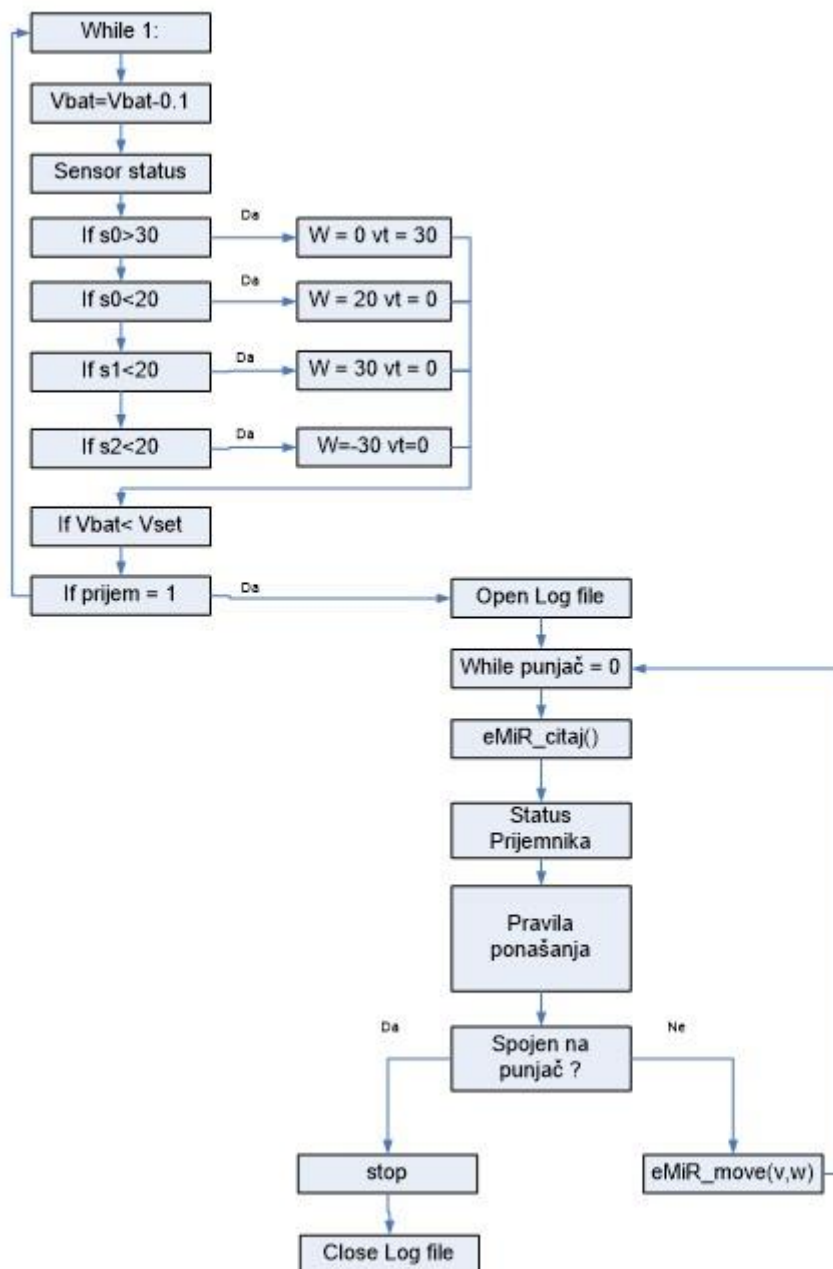 While 1:
Vbat=Vbat-0.1
Sensor status
If s0>30
Da
W = 0 vt = 30
If s0<20
Da
W = 20 vt = 0
If s1<20
Da
W = 30 vt = 0
If s2<20
Da
W=-30 vt=0
If Vbat< Vset
If prijem = 1
Da
Open Log file
While punjač = 0
eMiR_citaj()
Status
Prijemnika
Pravila
ponašanja
Da
Spojen na
punjač ?
Ne
stop
eMiR_move(v,w)
Close Log file